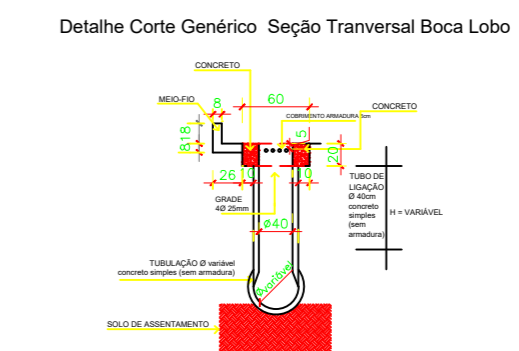 Detalhe Corte Genérico Seção Tranversal Boca Lobo
CONCRETO
MEIO-FIO
8
60
CONCRETO
COBRIMENTO ARMADURA 5cm
5
18
8
20
26
10
10
GRADE
4Ø 25mm
TUBO DE
LIGAÇÃO
Ø 40cm
concreto
simples
(sem
armadura)
H = VARIÁVEL
Ø40
TUBULAÇÃO Ø variável
concreto simples (sem armadura)
Øvariável
SOLO DE ASSENTAMENTO